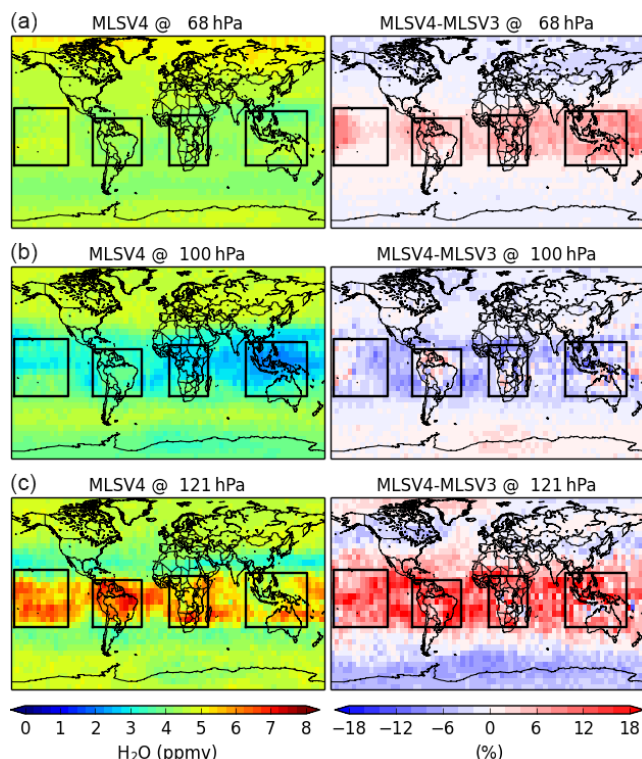 (a) MLSV4 @ 68 hPa MLSV4-MLSV3 @ 68 hPa
(b) MLSV4 @ 100 hPa MLSV4-MLSV3 @ 100 hPa
(c) MLSV4 @ 121 hPa MLSV4-MLSV3 @ 121 hPa
0 1 2 3 4 5 6 7 8 −18 −12 −6 0 6 12 18
H₂O (ppmv) (%)